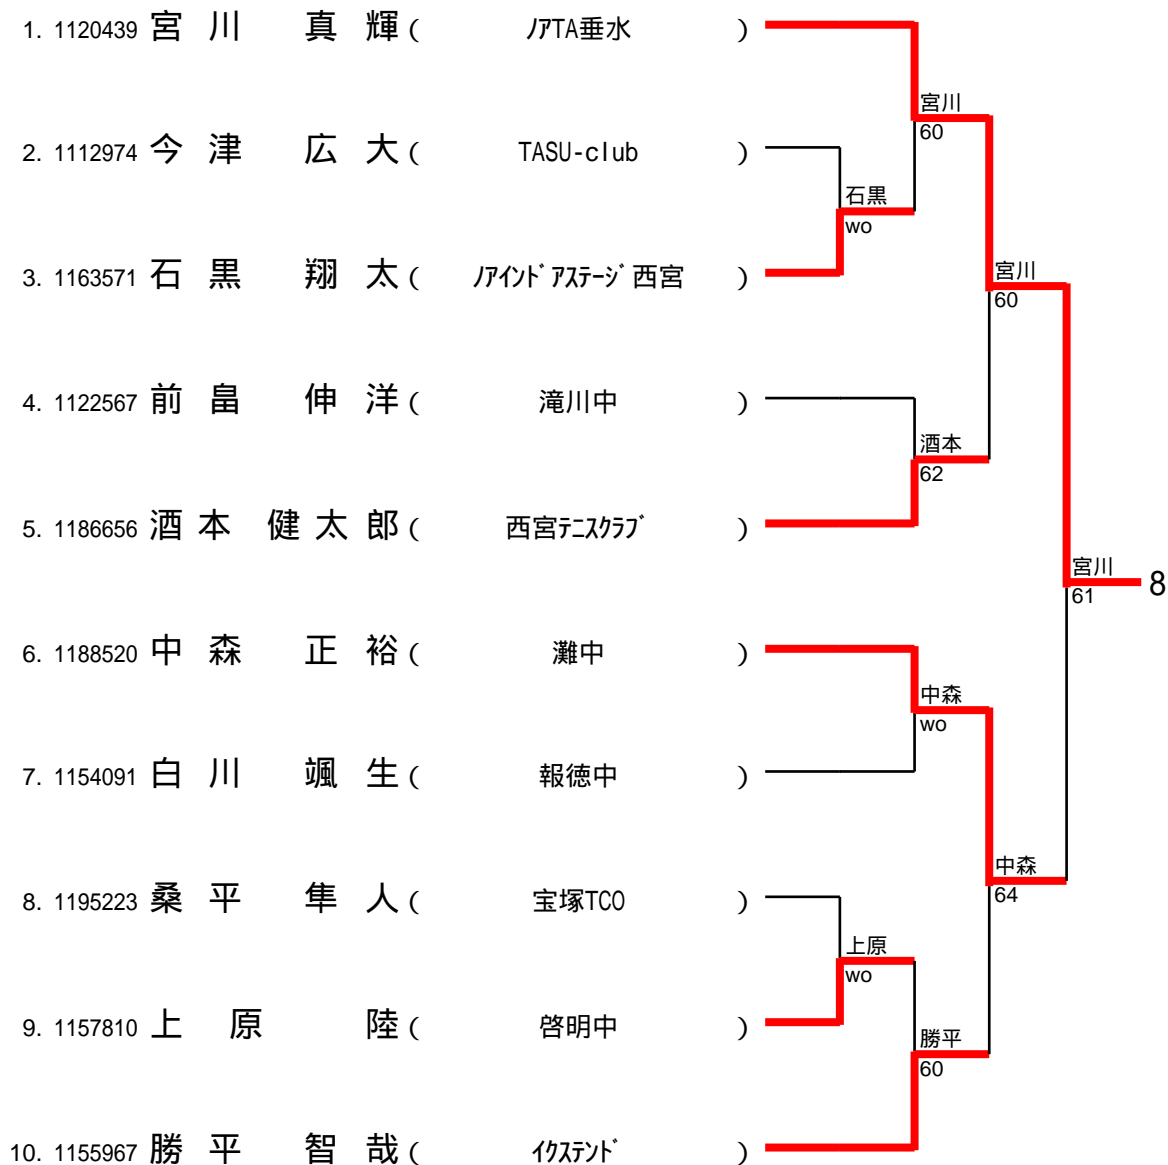 1. 1120439 宮川 真輝 ( ﾉｱTA垂水 )
宮川
60
2. 1112974 今津 広大 ( TASU-club )
石黒
wo
3. 1163571 石黒 翔太 ( ﾉｱｲﾝﾄﾞｱｽﾃｰｼﾞ西宮 )
宮川
60
4. 1122567 前畠 伸洋 ( 滝川中 )
酒本
62
5. 1186656 酒本 健太郎 ( 西宮ﾃﾆｽｸﾗﾌﾞ )
宮川
61
8
6. 1188520 中森 正裕 ( 灘中 )
中森
wo
7. 1154091 白川 颯生 ( 報徳中 )
中森
64
8. 1195223 桑平 隼人 ( 宝塚TCO )
上原
wo
9. 1157810 上原 陸 ( 啓明中 )
勝平
60
10. 1155967 勝平 智哉 ( ｲｸｽﾃﾝﾄﾞ )